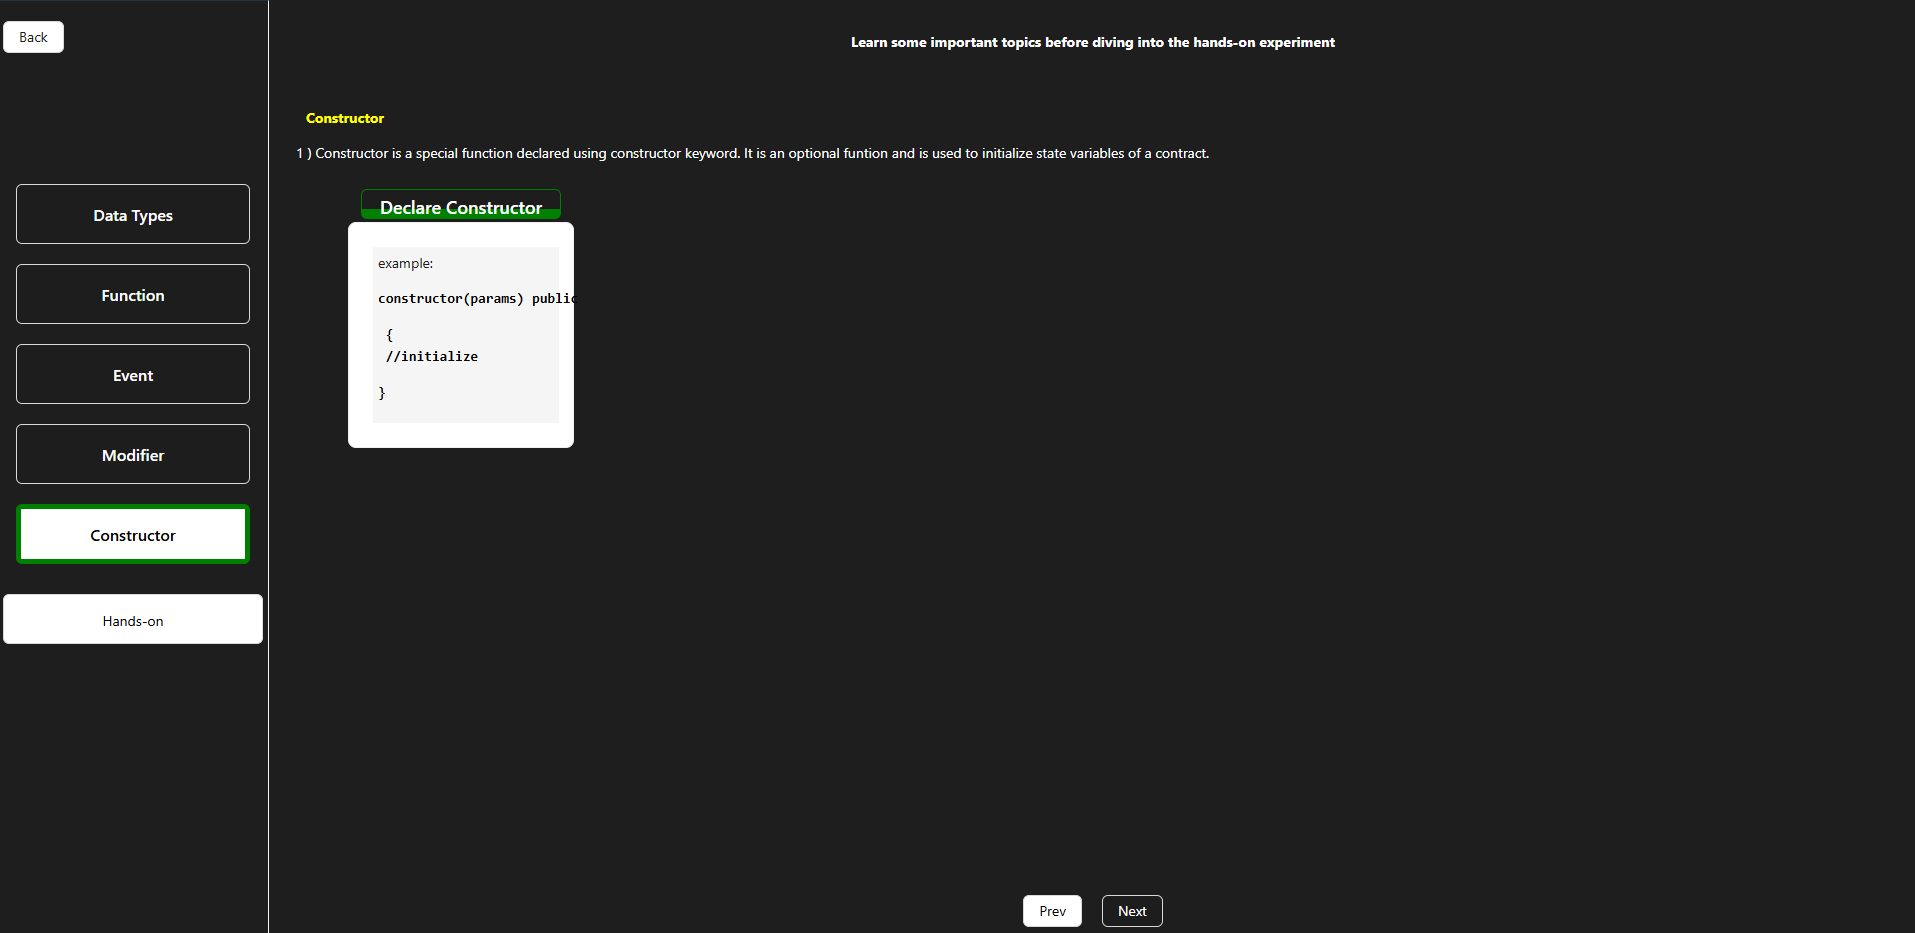 Back
Learn some important topics before diving into the hands-on experiment
Constructor
1 ) Constructor is a special function declared using constructor keyword. It is an optional funtion and is used to initialize state variables of a contract.
Declare Constructor
example:
constructor(params) public
{
//initialize
}
Data Types
Function
Event
Modifier
Constructor
Hands-on
Prev
Next